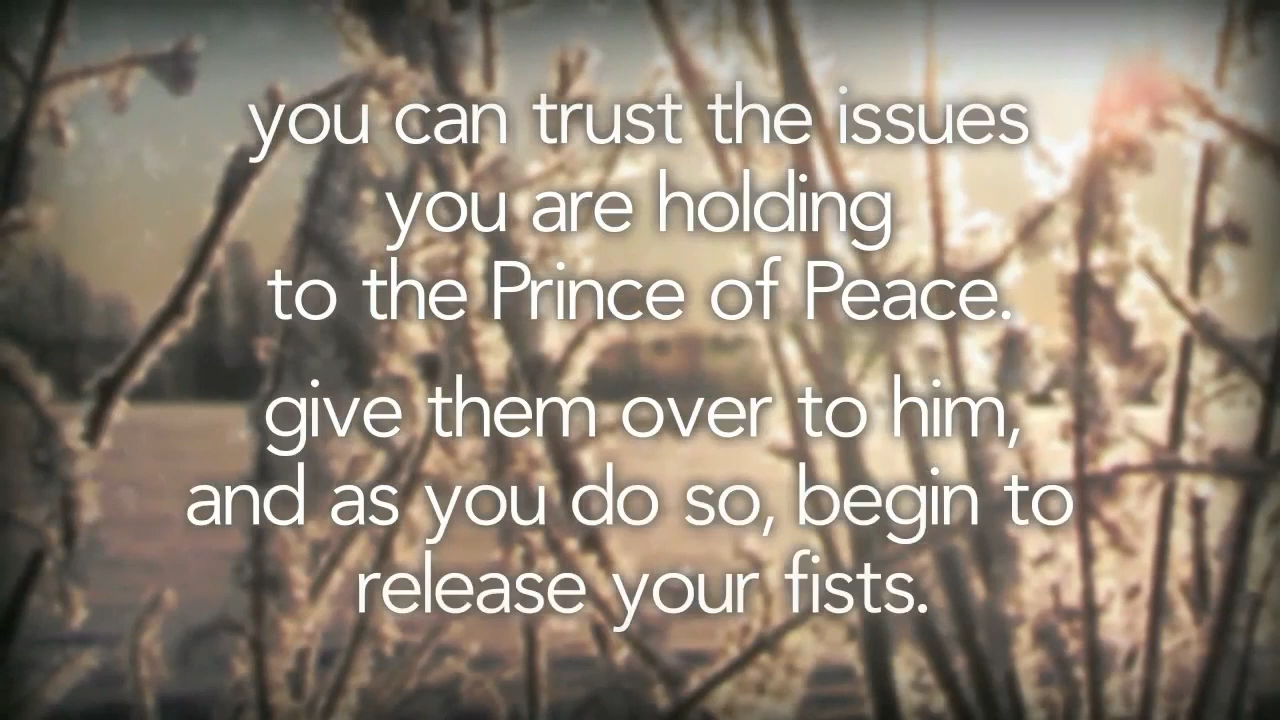 you can trust the issues
you are holding
to the Prince of Peace.
give them over to him,
and as you do so, begin to
release your fists.